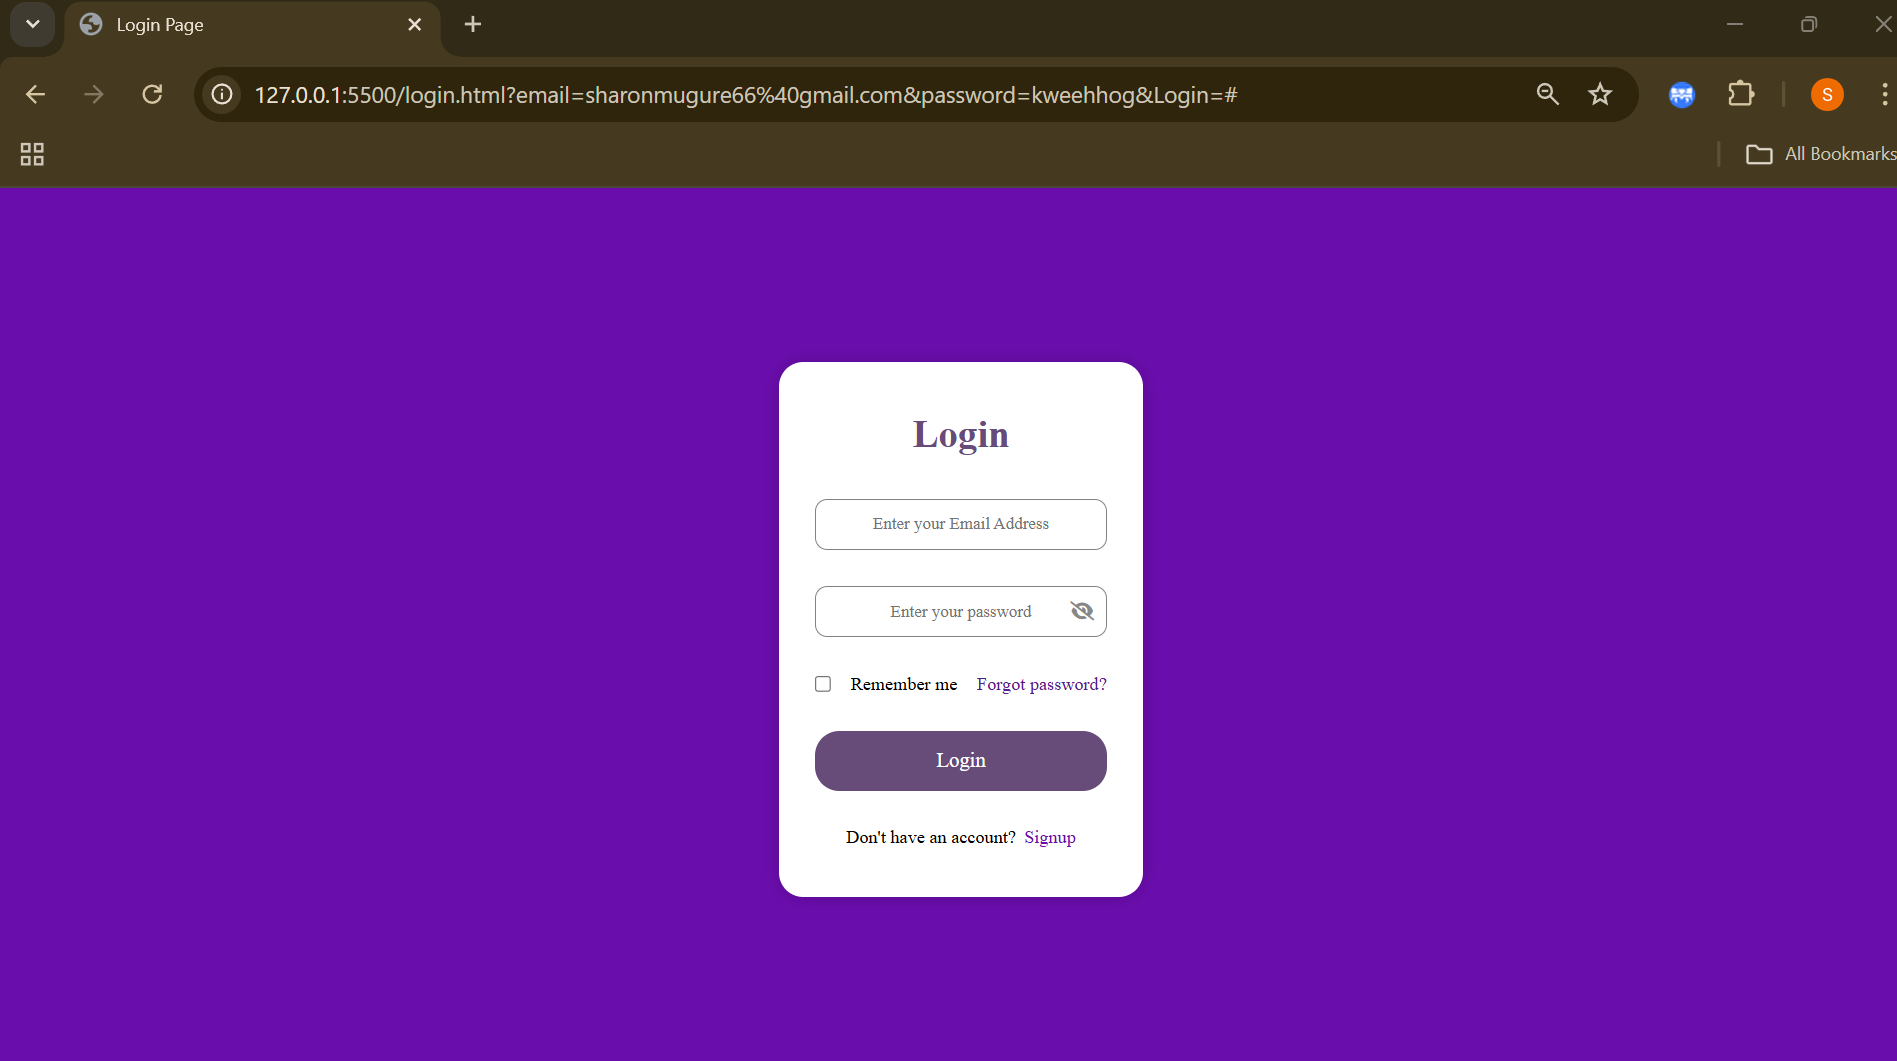 Login Page
127.0.0.1:5500/login.html?email=sharonmugure66%40gmail.com&password=kweehhog&Login=#
S
All Bookmarks
Login
Enter your Email Address
Enter your password
Remember me Forgot password?
Login
Don't have an account? Signup